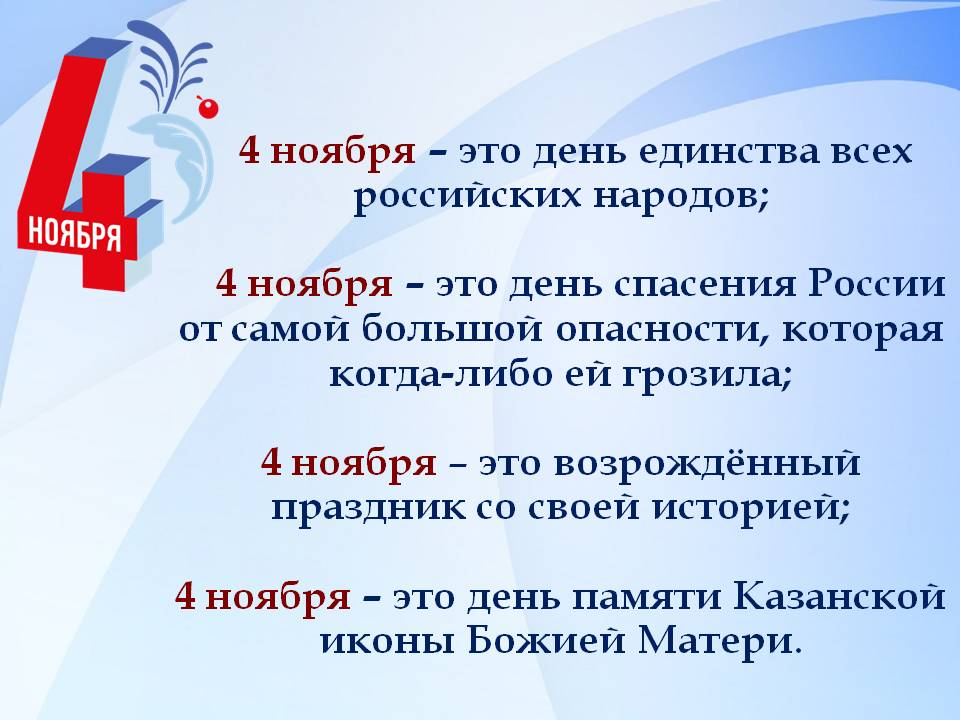 4
НОЯБРЯ
4 ноября – это день единства всех
российских народов;
4 ноября – это день спасения России
от самой большой опасности, которая
когда-либо ей грозила;
4 ноября – это возрождённый
праздник со своей историей;
4 ноября – это день памяти Казанской
иконы Божией Матери.